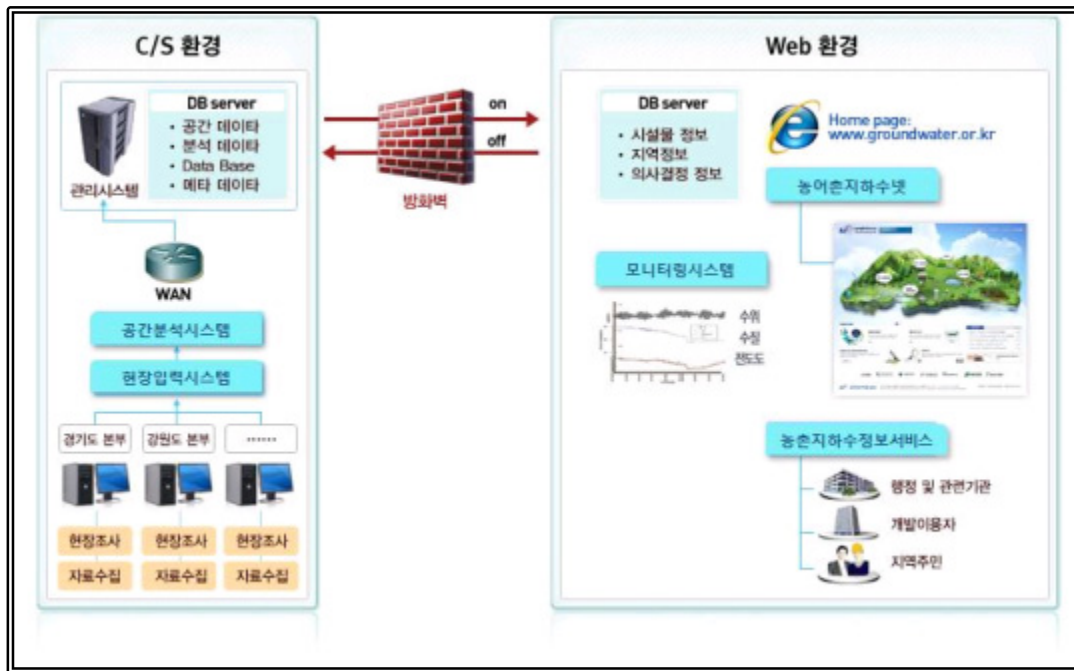 C/S 환경
DB server
• 공간 데이타
• 분석 데이타
• Data Base
• 메타 데이타
관리시스템
WAN
공간분석시스템
현장입력시스템
경기도 본부
강원도 본부
······
현장조사
현장조사
현장조사
자료수집
자료수집
자료수집
on
off
방화벽
Web 환경
DB server
• 시설물 정보
• 지역정보
• 의사결정 정보
Home page:
www.groundwater.or.kr
농어촌지하수넷
모니터링시스템
수위
수질
전도도
농촌지하수정보서비스
행정 및 관련기관
개발이용자
지역주민